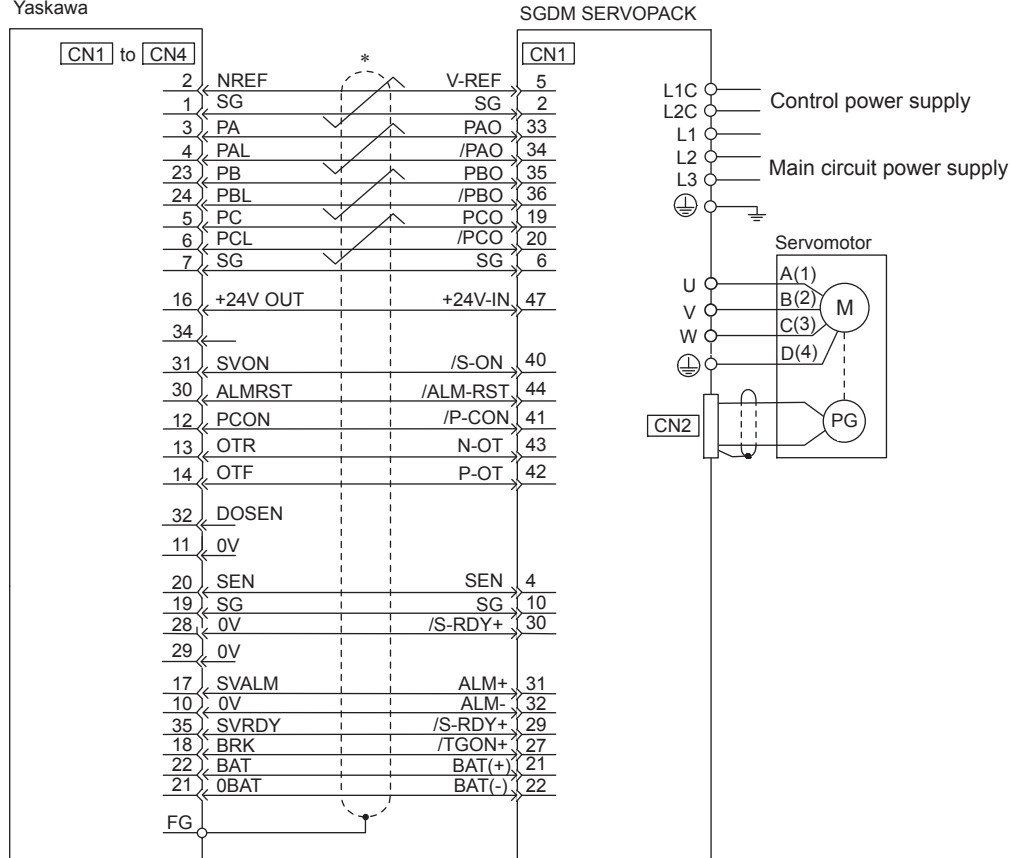 Yaskawa
SGDM SERVOPACK
CN1 to CN4
*
CN1
2 NREF V-REF 5
1 SG SG 2
3 PA PAO 33
4 PAL /PAO 34
23 PB PBO 35
24 PBL /PBO 36
5 PC PCO 19
6 PCL /PCO 20
7 SG SG 6
16 +24V OUT +24V-IN 47
34
31 SVON /S-ON 40
30 ALMRST /ALM-RST 44
12 PCON /P-CON 41
13 OTR N-OT 43
14 OTF P-OT 42
32 DOSEN
11 0V
20 SEN SEN 4
19 SG SG 10
28 0V /S-RDY+ 30
29 0V
17 SVALM ALM+ 31
10 0V ALM- 32
35 SVRDY /S-RDY+ 29
18 BRK /TGON+ 27
22 BAT BAT(+) 21
21 0BAT BAT(-) 22
FG
L1C
L2C
Control power supply
L1
L2
L3
Main circuit power supply
Servomotor
U A(1)
V B(2)
W C(3)
D(4)
M
CN2
PG